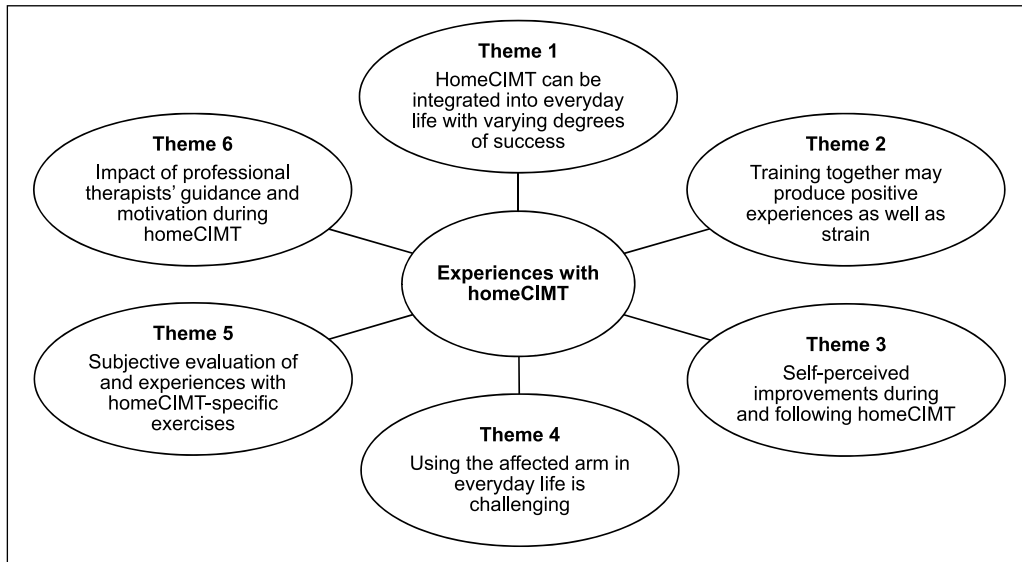 Theme 1
HomeCIMT can be
integrated into everyday
life with varying degrees
of success
Theme 2
Training together may
produce positive
experiences as well as
strain
Theme 3
Self-perceived
improvements during
and following homeCIMT
Theme 4
Using the affected arm in
everyday life is
challenging
Theme 5
Subjective evaluation of
and experiences with
homeCIMT-specific
exercises
Theme 6
Impact of professional
therapists' guidance and
motivation during
homeCIMT
Experiences with
homeCIMT